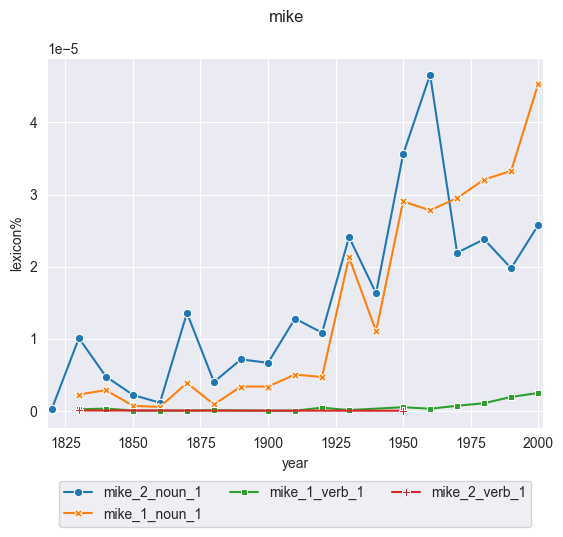 mike
1e−5
4
3
2
1
0
lexicon%
1825 1850 1875 1900 1925 1950 1975 2000
year
mike_2_noun_1 mike_1_verb_1 mike_2_verb_1
mike_1_noun_1